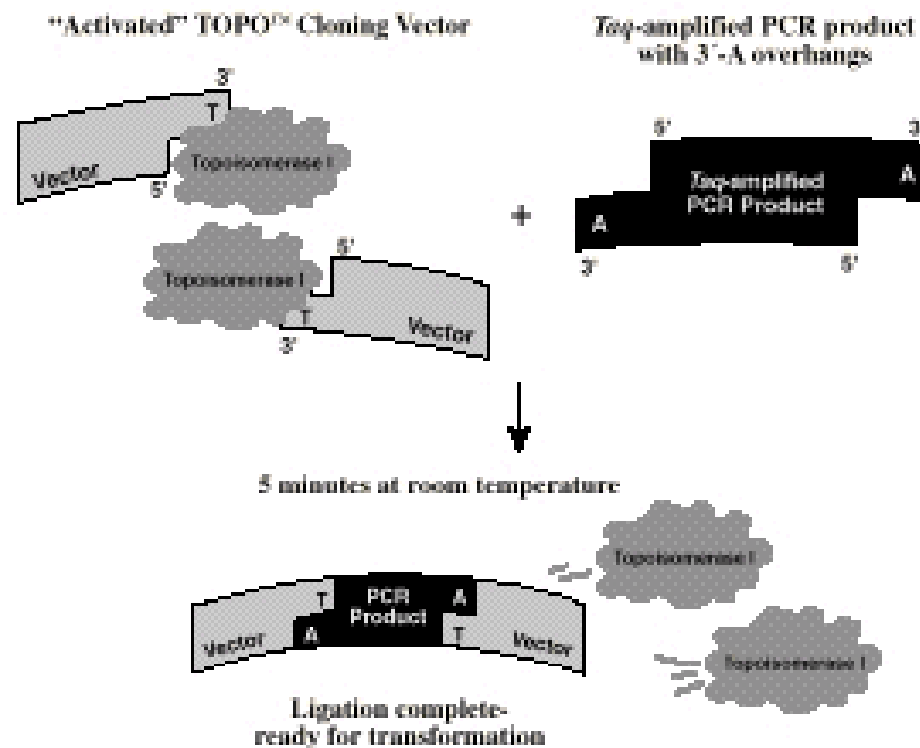 “Activated” TOPO™ Cloning Vector
Taq-amplified PCR product
with 3´-A overhangs
3'
T
Topoisomerase I
Vector
5'
5'
3
Taq-amplified
PCR Product
A
A
3'
5'
+
5'
Topoisomerase I
T
Vector
3'
5 minutes at room temperature
Topoisomerase I
T
PCR
Product
A
Vector
A
T
Vector
Topoisomerase I
Ligation complete-
ready for transformation